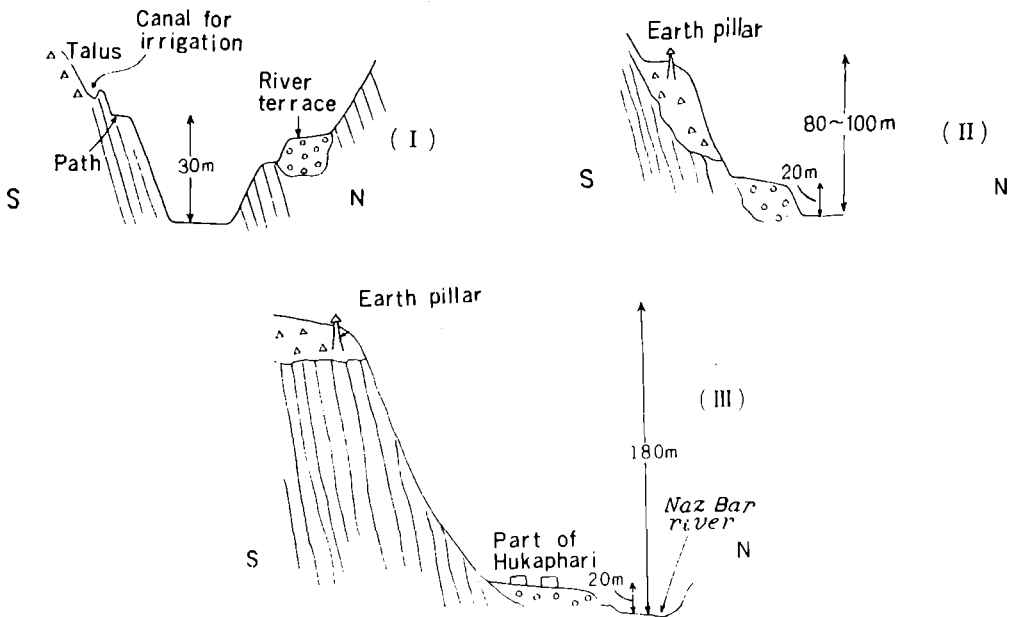 Canal for
irrigation
Talus
River
terrace
Path
30m
(I)
S
N
Earth pillar
80~100m
(II)
20m
S
N
Earth pillar
(III)
180m
Naz Bar
river
S
N
Part of
Hukaphari
20m